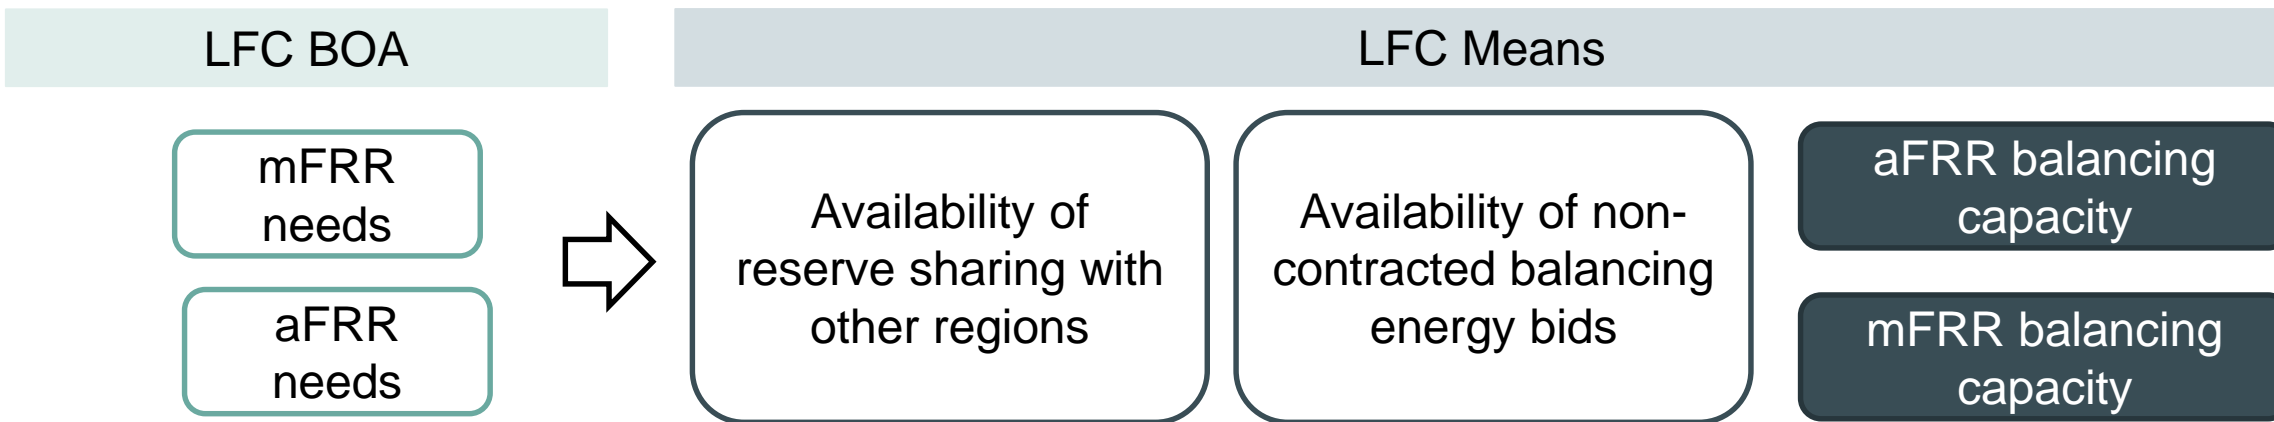 LFC BOA
LFC Means
mFRR
needs
aFRR
needs
Availability of
reserve sharing with
other regions
Availability of non-
contracted balancing
energy bids
aFRR balancing
capacity
mFRR balancing
capacity